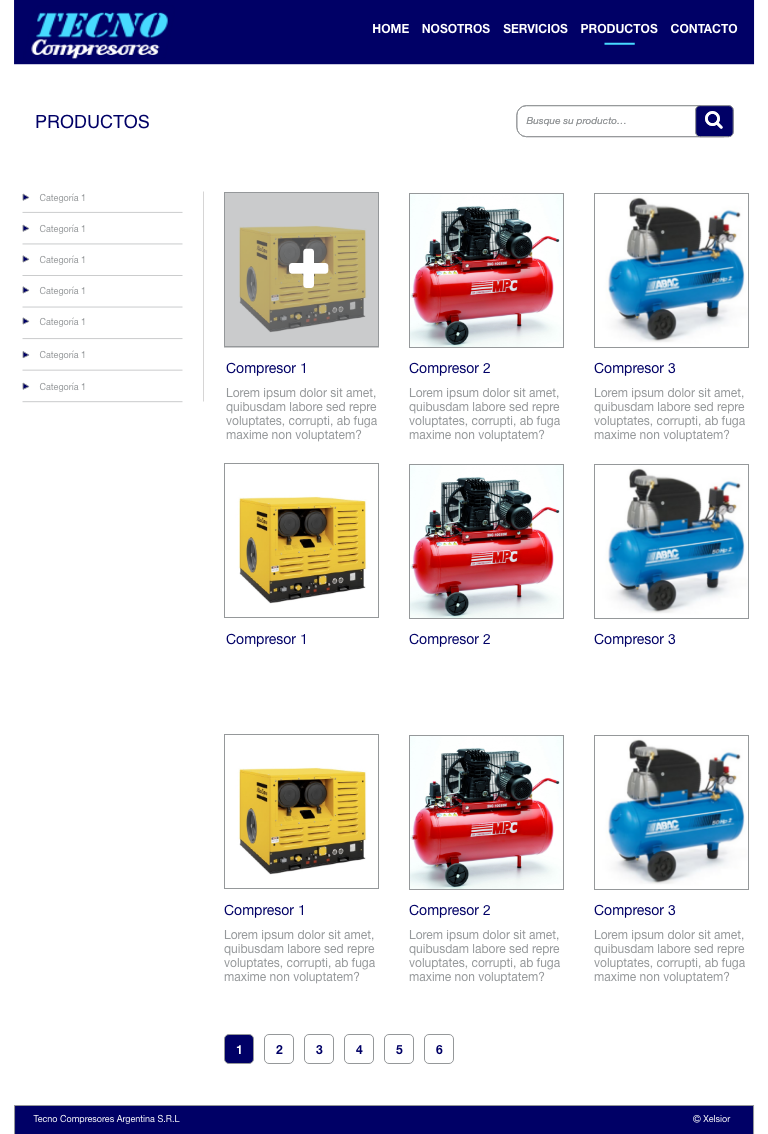 TECNO
Compresores
HOME NOSOTROS SERVICIOS PRODUCTOS CONTACTO
PRODUCTOS
Busque su producto...
Categoría 1
Categoría 1
Categoría 1
Categoría 1
Categoría 1
Categoría 1
Categoría 1
MPC
ABAC
Compresor 1
Lorem ipsum dolor sit amet,
quibusdam labore sed repre
voluptates, corrupti, ab fuga
maxime non voluptatem?
Compresor 2
Lorem ipsum dolor sit amet,
quibusdam labore sed repre
voluptates, corrupti, ab fuga
maxime non voluptatem?
Compresor 3
Lorem ipsum dolor sit amet,
quibusdam labore sed repre
voluptates, corrupti, ab fuga
maxime non voluptatem?
MPC
ABAC
Compresor 1
Compresor 2
Compresor 3
MPC
ABAC
Compresor 1
Lorem ipsum dolor sit amet,
quibusdam labore sed repre
voluptates, corrupti, ab fuga
maxime non voluptatem?
Compresor 2
Lorem ipsum dolor sit amet,
quibusdam labore sed repre
voluptates, corrupti, ab fuga
maxime non voluptatem?
Compresor 3
Lorem ipsum dolor sit amet,
quibusdam labore sed repre
voluptates, corrupti, ab fuga
maxime non voluptatem?
1 2 3 4 5 6
Tecno Compresores Argentina S.R.L
© Xelsior